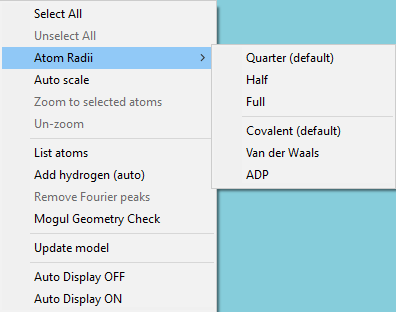 Select All
Unselect All
Atom Radii
Auto scale
Zoom to selected atoms
Un-zoom
List atoms
Add hydrogen (auto)
Remove Fourier peaks
Mogul Geometry Check
Update model
Auto Display OFF
Auto Display ON
Quarter (default)
Half
Full
Covalent (default)
Van der Waals
ADP